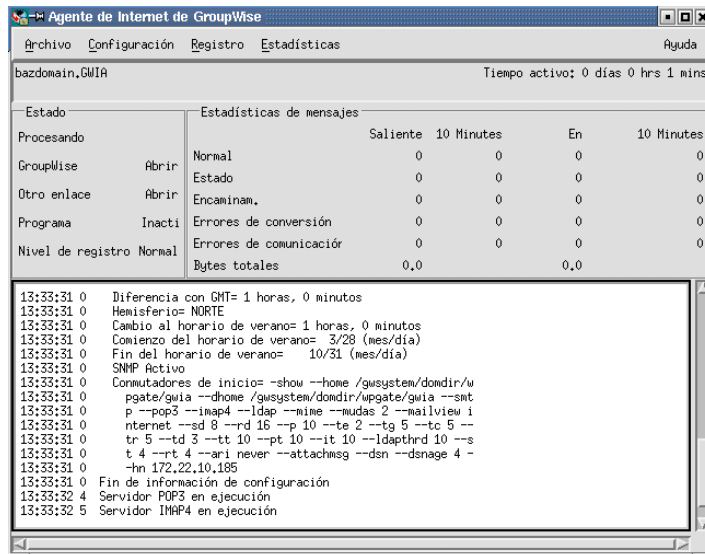 Agente de Internet de GroupWise
Archivo Configuración Registro Estadísticas Ayuda
bazdomain.GWIA Tiempo activo: 0 días 0 hrs 1 mins
Estado Estadísticas de mensajes
Procesando
GroupWise Abrir
Otro enlace Abrir
Programa Inacti
Nivel de registro Normal
Saliente 10 Minutes En 10 Minutes
Normal 0 0 0 0
Estado 0 0 0 0
Encaminam. 0 0 0 0
Errores de conversión 0 0 0 0
Errores de comunicaciór 0 0 0 0
Bytes totales 0.0 0.0
13:33:31 0 Diferencia con GMT= 1 horas, 0 minutos
13:33:31 0 Hemisferio= NORTE
13:33:31 0 Cambio al horario de verano= 1 horas, 0 minutos
13:33:31 0 Comienzo del horario de verano= 3/28 (mes/día)
13:33:31 0 Fin del horario de verano= 10/31 (mes/día)
13:33:31 0 SNMP Activo
13:33:31 0 Conmutadores de inicio= -show --home /gwsystem/domdir/w
13:33:31 0 pgate/gwia --dhome /gwsystem/domdir/wpgate/gwia --smt
13:33:31 0 p --pop3 --imap4 --ldap --mime --mudas 2 --mailview i
13:33:31 0 nternet --sd 8 --rd 16 --p 10 --te 2 --tg 5 --tc 5 --
13:33:31 0 tr 5 --td 3 --tt 10 --pt 10 --it 10 --ldapthrd 10 --s
13:33:31 0 t 4 --rt 4 --ari never --attachmsg --dsn --dsnage 4 -
13:33:31 0 -hn 172.22.10.185
13:33:31 0 Fin de información de configuración
13:33:32 4 Servidor POP3 en ejecución
13:33:32 5 Servidor IMAP4 en ejecución